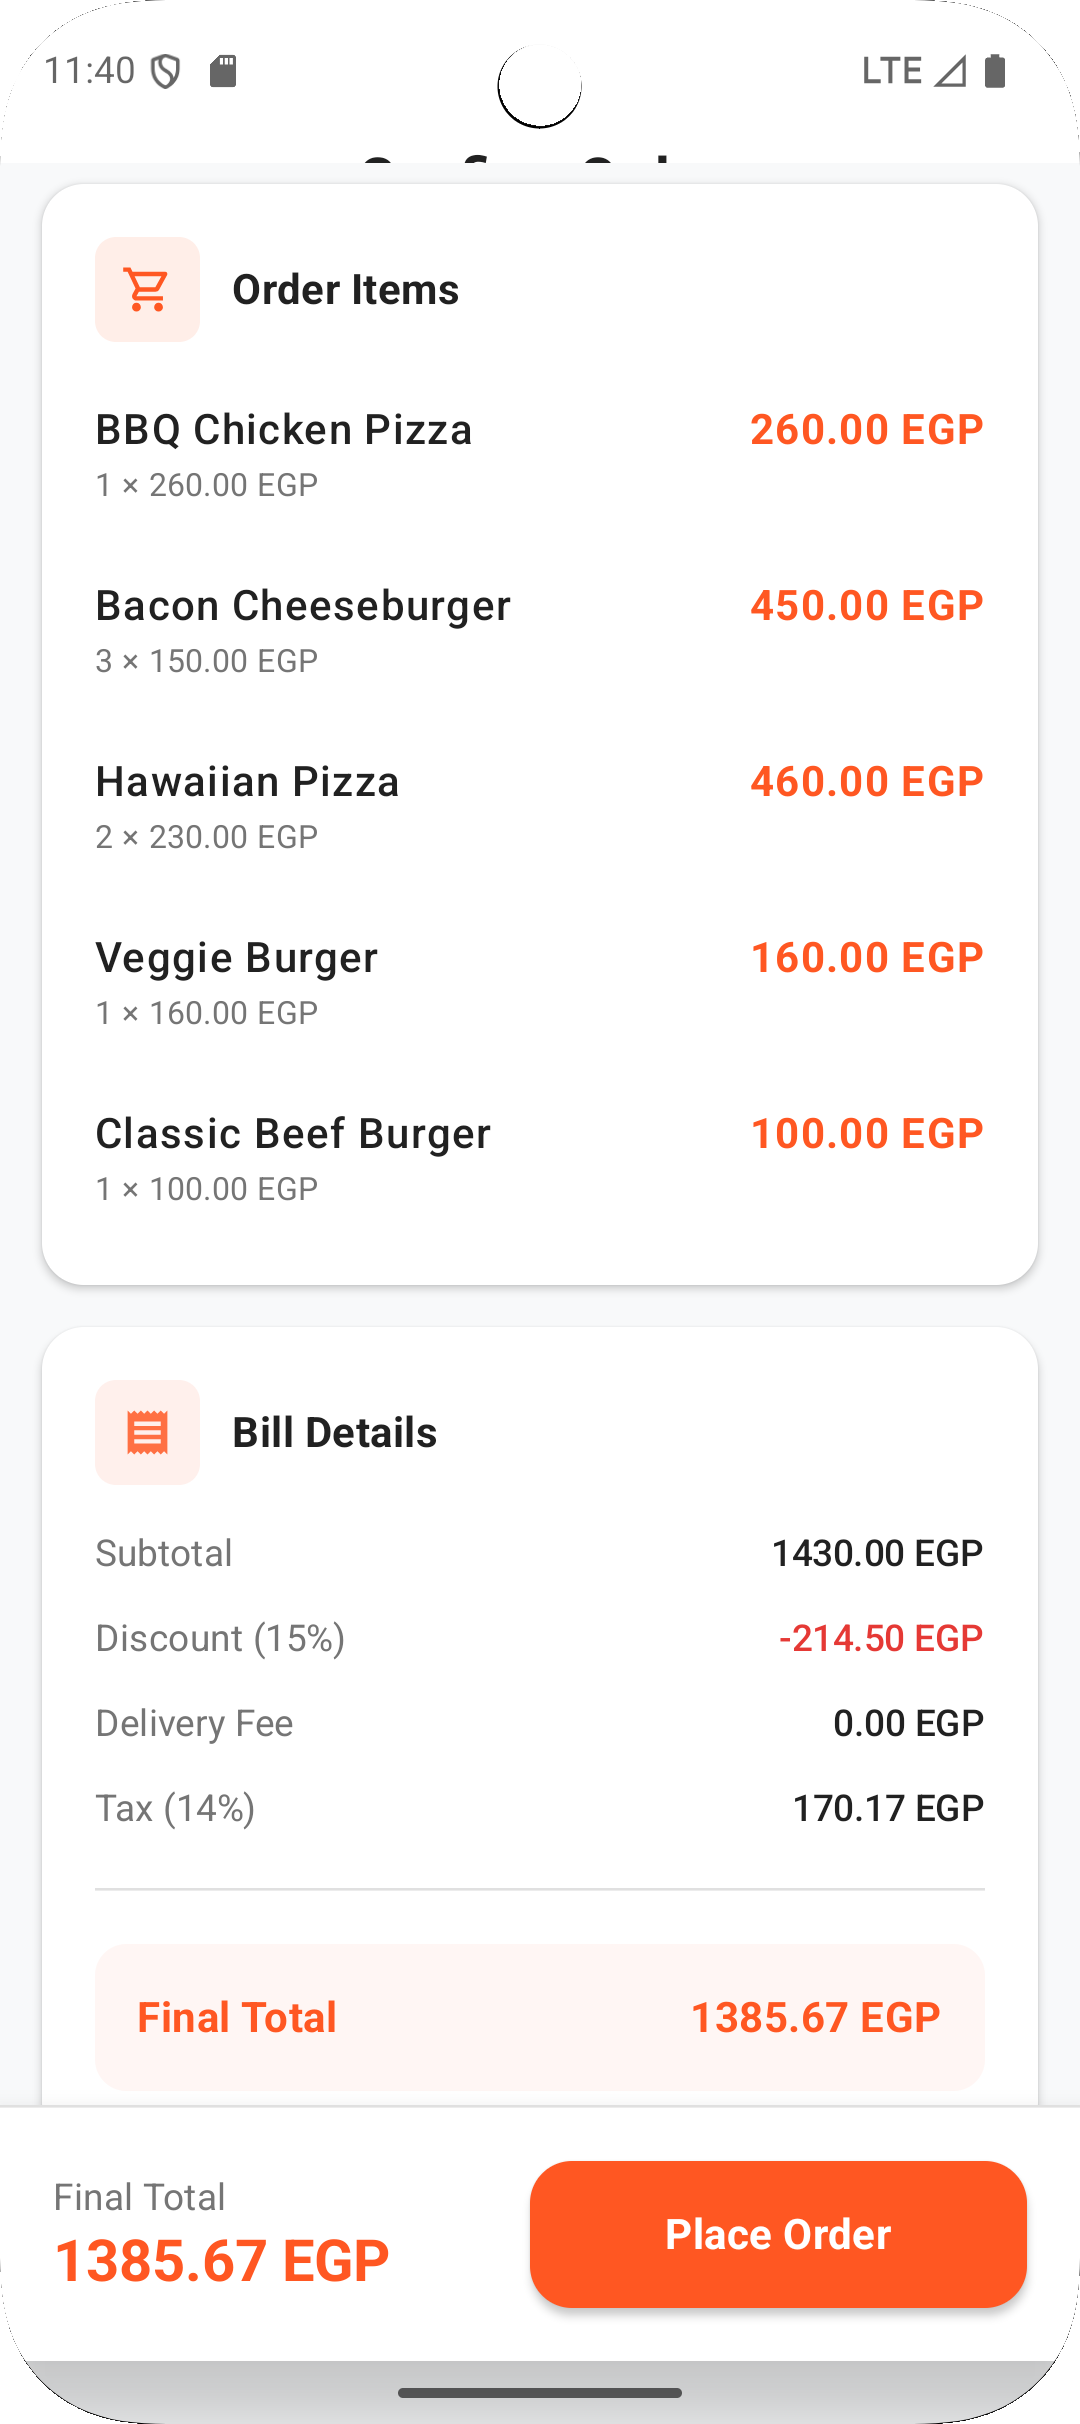 11:40 LTE
Order Items
BBQ Chicken Pizza 260.00 EGP
1 × 260.00 EGP
Bacon Cheeseburger 450.00 EGP
3 × 150.00 EGP
Hawaiian Pizza 460.00 EGP
2 × 230.00 EGP
Veggie Burger 160.00 EGP
1 × 160.00 EGP
Classic Beef Burger 100.00 EGP
1 × 100.00 EGP
Bill Details
Subtotal 1430.00 EGP
Discount (15%) -214.50 EGP
Delivery Fee 0.00 EGP
Tax (14%) 170.17 EGP
Final Total 1385.67 EGP
Final Total
1385.67 EGP
Place Order